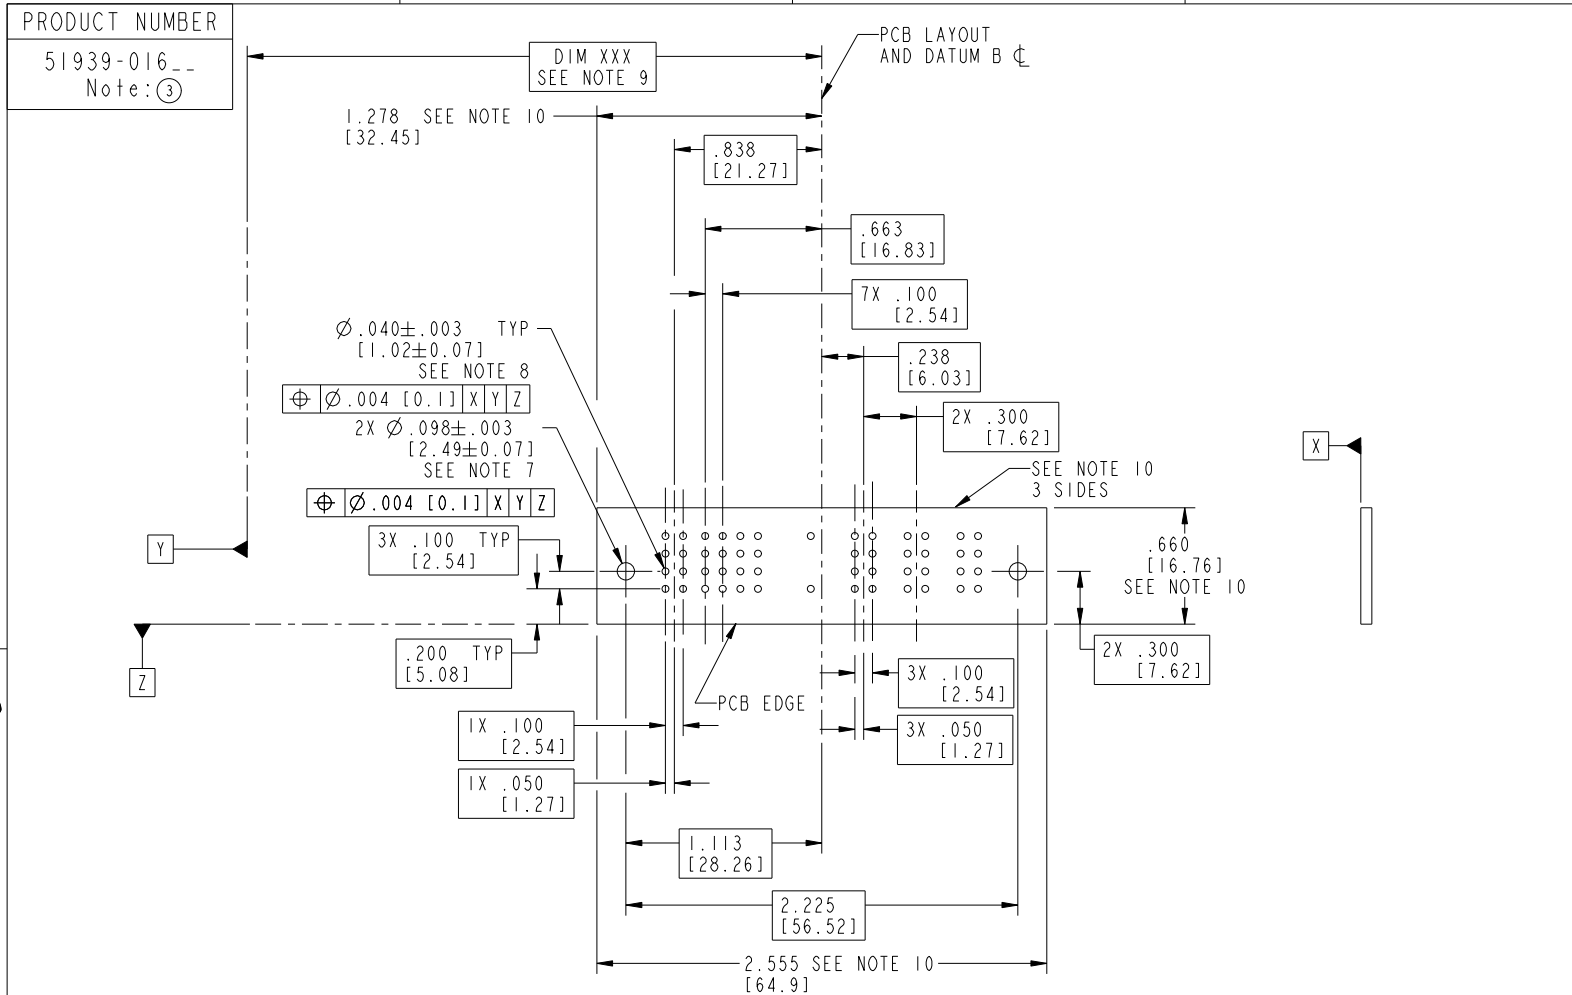 PRODUCT NUMBER
51939-016__
Note: 3
DIM XXX
SEE NOTE 9
PCB LAYOUT
AND DATUM B ℄
1.278 SEE NOTE 10
[32.45]
.838
[21.27]
.663
[16.83]
7X .100
[2.54]
Ø.040±.003 TYP
[1.02±0.07]
SEE NOTE 8
⌖ Ø.004 [0.1] X Y Z
.238
[6.03]
2X Ø.098±.003
[2.49±0.07]
SEE NOTE 7
⌖ Ø.004 [0.1] X Y Z
2X .300
[7.62]
X
SEE NOTE 10
3 SIDES
Y
3X .100 TYP
[2.54]
.660
[16.76]
SEE NOTE 10
.200 TYP
[5.08]
Z
2X .300
[7.62]
3X .100
[2.54]
PCB EDGE
1X .100
[2.54]
3X .050
[1.27]
1X .050
[1.27]
1.113
[28.26]
2.225
[56.52]
2.555 SEE NOTE 10
[64.9]